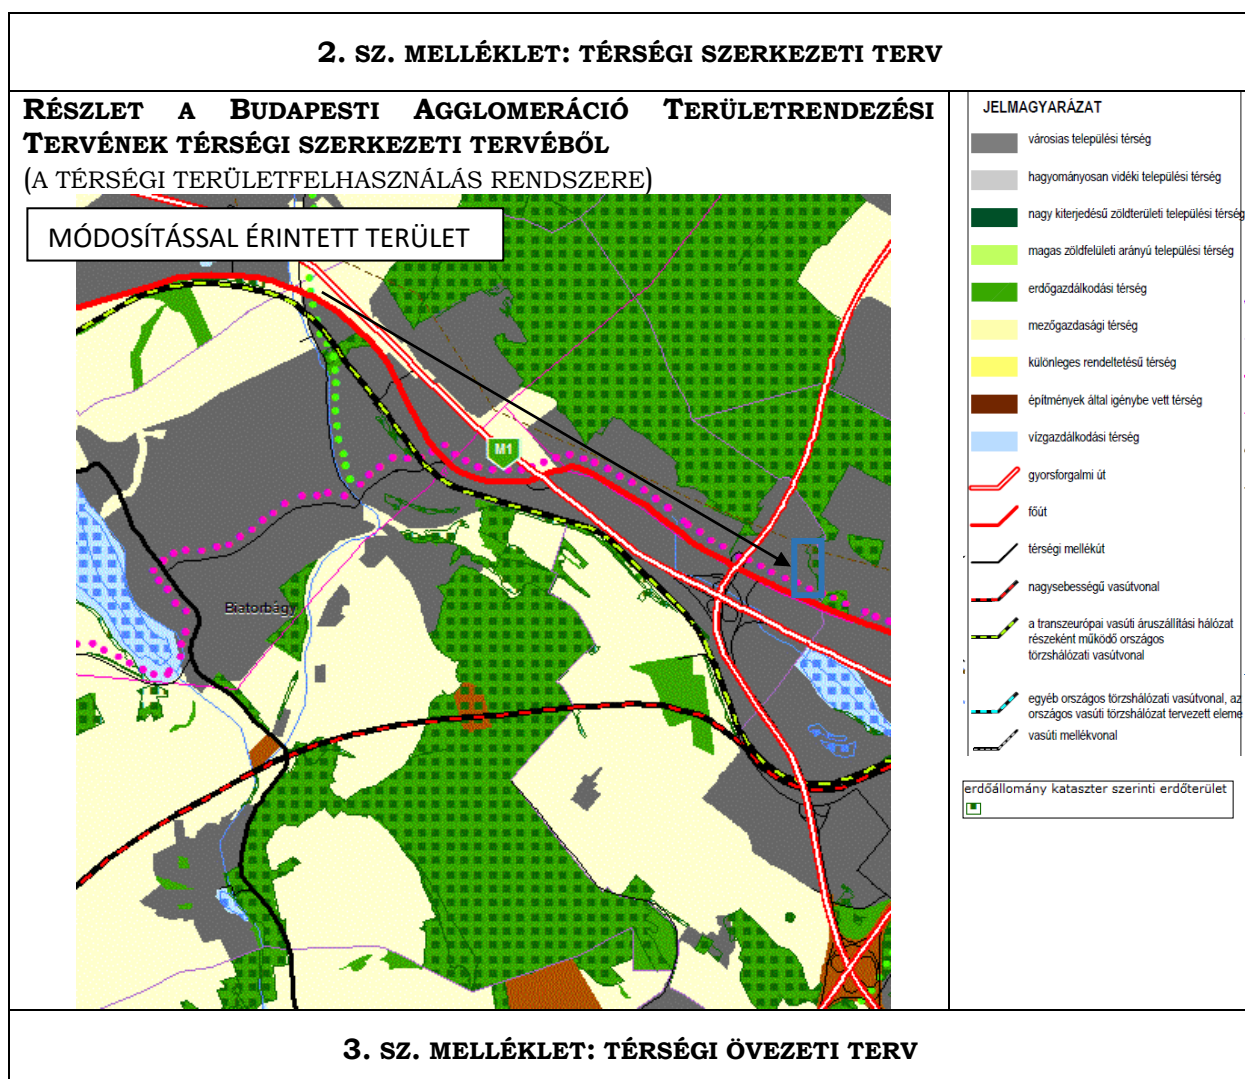 2. SZ. MELLÉKLET: TÉRSÉGI SZERKEZETI TERV
RÉSZLET A BUDAPESTI AGGLOMERÁCIÓ TERÜLETRENDEZÉSI
TERVÉNEK TÉRSÉGI SZERKEZETI TERVÉBŐL
(A TÉRSÉGI TERÜLETFELHASZNÁLÁS RENDSZERE)
MÓDOSÍTÁSSAL ÉRINTETT TERÜLET
M1
Biatorbágy
JELMAGYARÁZAT
városias települési térség
hagyományosan vidéki települési térség
nagy kiterjedésű zöldterületi települési térség
magas zöldfelületi arányú települési térség
erdőgazdálkodási térség
mezőgazdasági térség
különleges rendeltetésű térség
építmények által igénybe vett térség
vízgazdálkodási térség
gyorsforgalmi út
főút
térségi mellékút
nagysebességű vasútvonal
a transzeurópai vasúti áruszállítási hálózat
részeként működő országos
törzshálózati vasútvonal
egyéb országos törzshálózati vasútvonal, az
országos vasúti törzshálózat tervezett eleme
vasúti mellékvonal
erdőállomány kataszter szerinti erdőterület
3. SZ. MELLÉKLET: TÉRSÉGI ÖVEZETI TERV